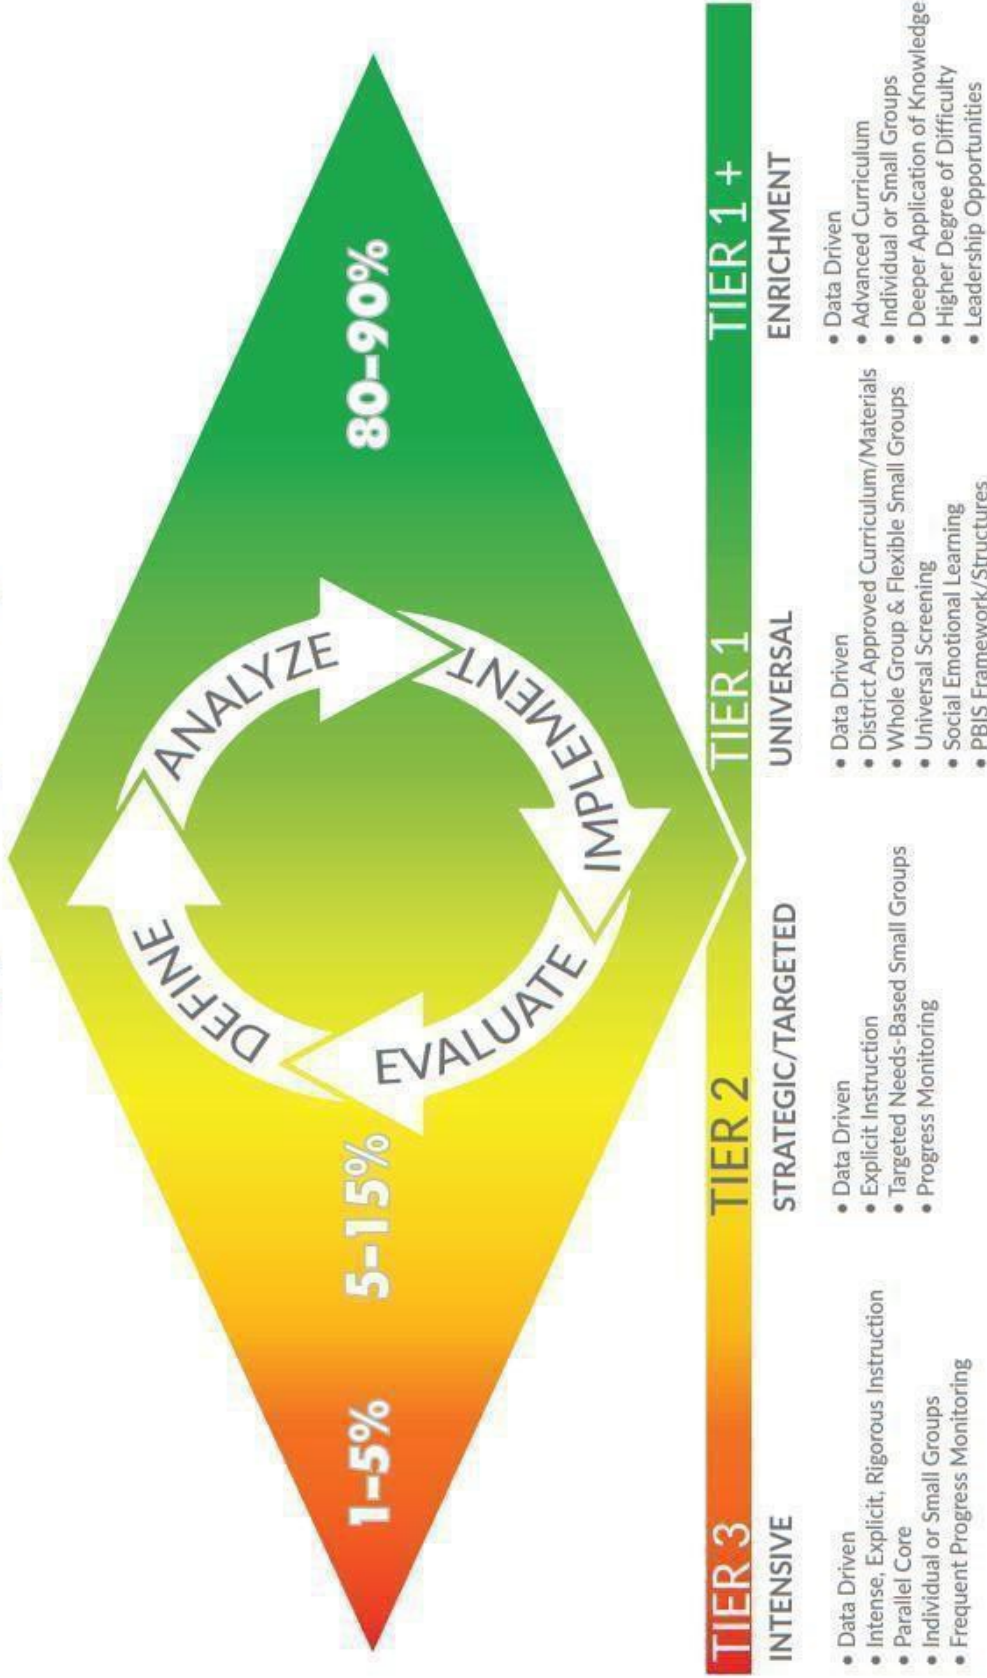 1-5%
5-15%
80-90%
DEFINE
ANALYZE
IMPLEMENT
EVALUATE
TIER 3
INTENSIVE
• Data Driven
• Intense, Explicit, Rigorous Instruction
• Parallel Core
• Individual or Small Groups
• Frequent Progress Monitoring
TIER 2
STRATEGIC/TARGETED
• Data Driven
• Explicit Instruction
• Targeted Needs-Based Small Groups
• Progress Monitoring
TIER 1
UNIVERSAL
• Data Driven
• District Approved Curriculum/Materials
• Whole Group & Flexible Small Groups
• Universal Screening
• Social Emotional Learning
• PBIS Framework/Structures
TIER 1 +
ENRICHMENT
• Data Driven
• Advanced Curriculum
• Individual or Small Groups
• Deeper Application of Knowledge
• Higher Degree of Difficulty
• Leadership Opportunities